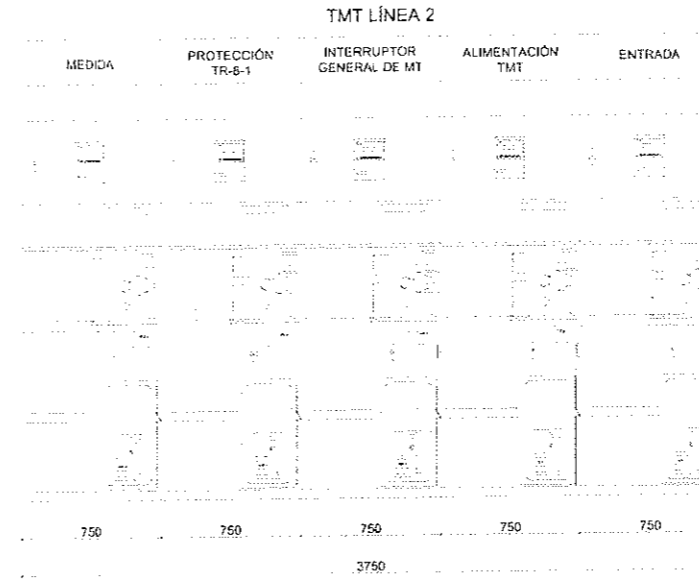 TMT LÍNEA 2
MEDIDA
PROTECCIÓN
TR-6-1
INTERRUPTOR
GENERAL DE MT
ALIMENTACIÓN
TMT
ENTRADA
750 750 750 750 750
3750